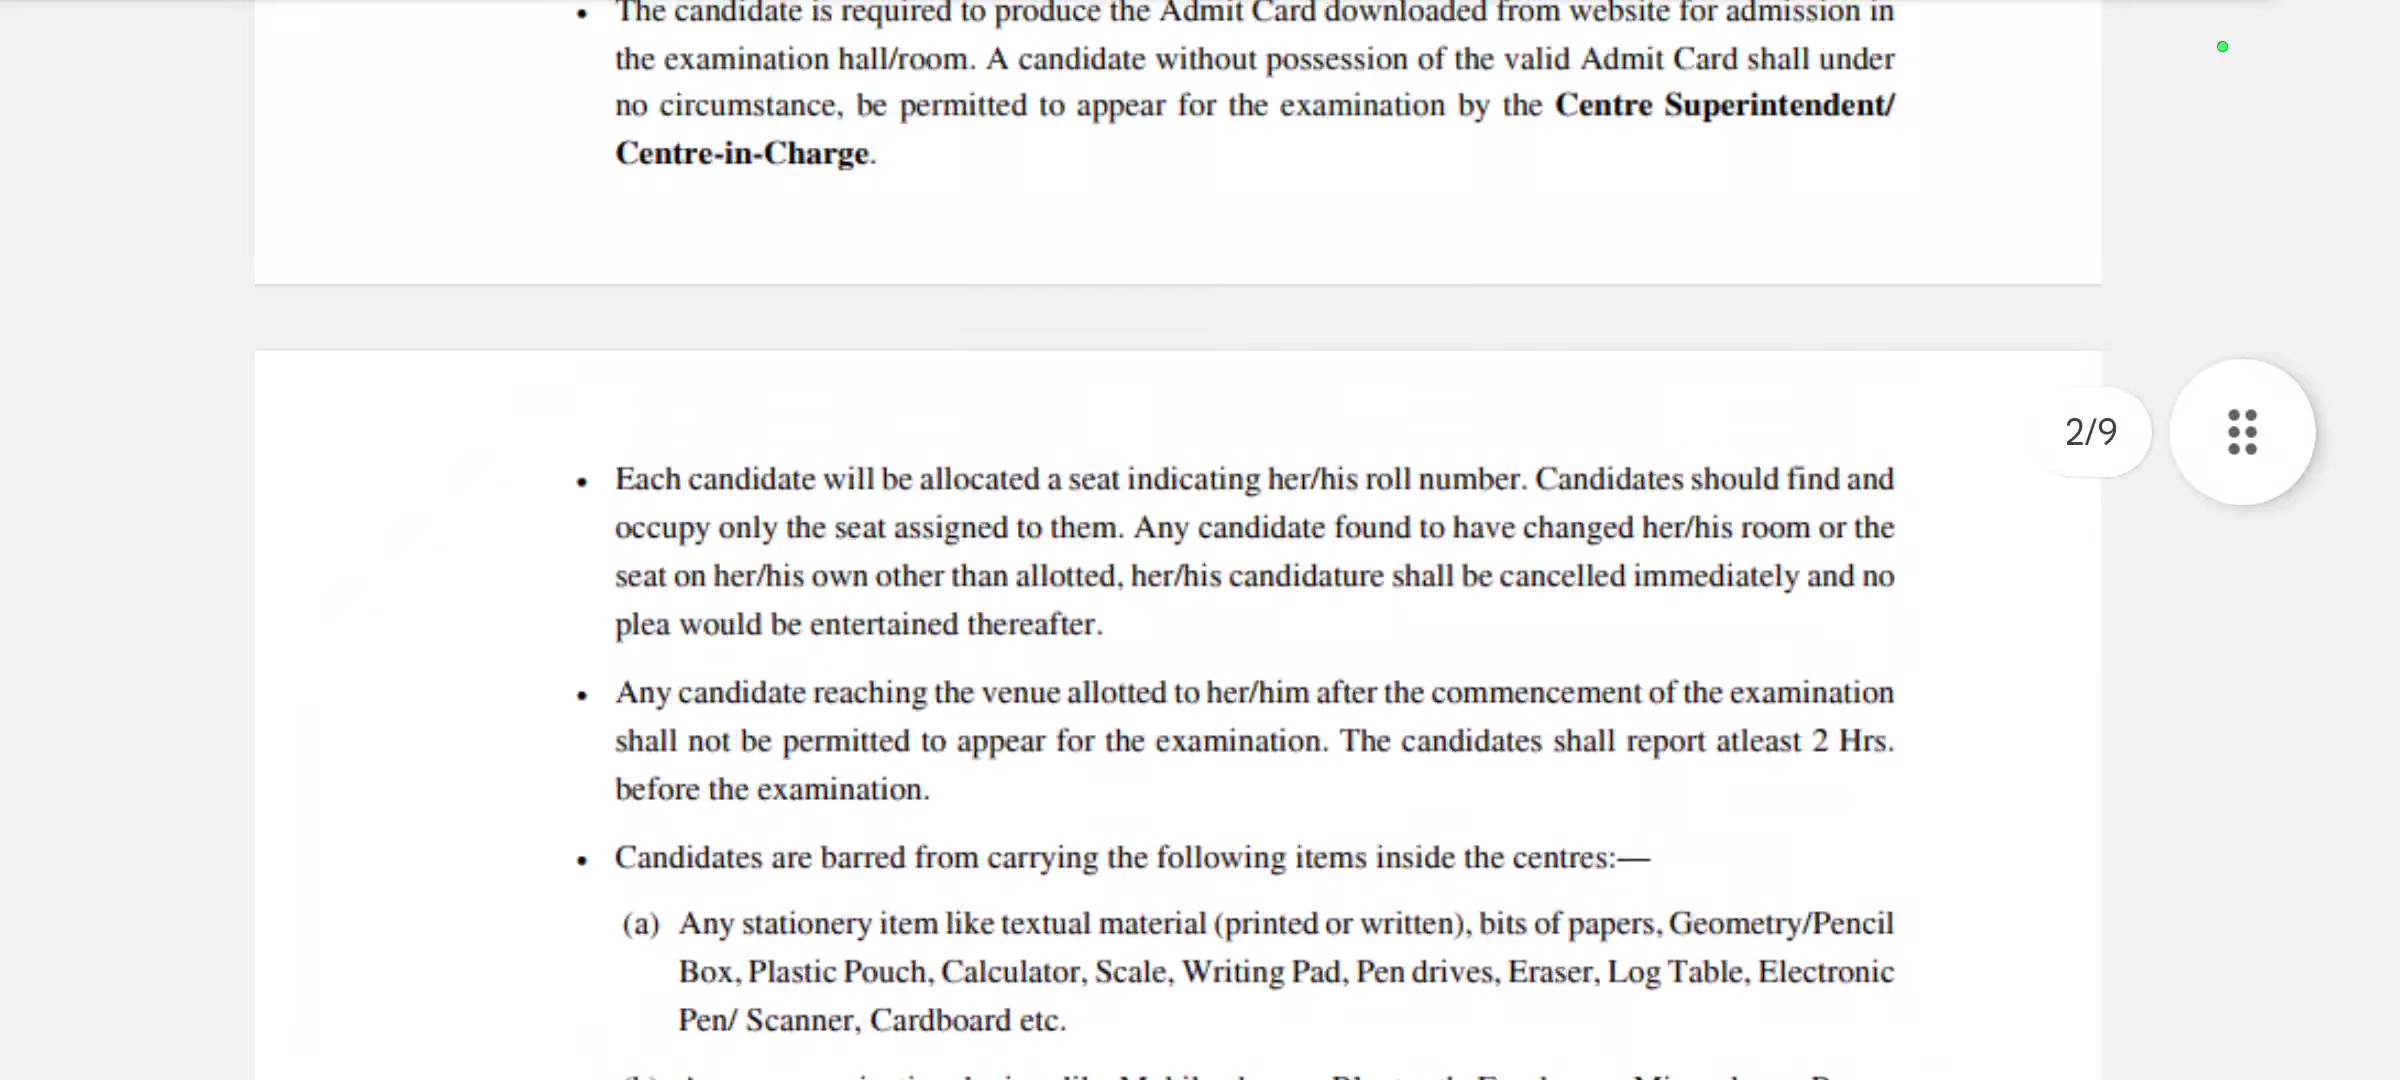 • The candidate is required to produce the Admit Card downloaded from website for admission in
the examination hall/room. A candidate without possession of the valid Admit Card shall under
no circumstance, be permitted to appear for the examination by the Centre Superintendent/
Centre-in-Charge.
2/9
• Each candidate will be allocated a seat indicating her/his roll number. Candidates should find and
occupy only the seat assigned to them. Any candidate found to have changed her/his room or the
seat on her/his own other than allotted, her/his candidature shall be cancelled immediately and no
plea would be entertained thereafter.
• Any candidate reaching the venue allotted to her/him after the commencement of the examination
shall not be permitted to appear for the examination. The candidates shall report atleast 2 Hrs.
before the examination.
• Candidates are barred from carrying the following items inside the centres:—
(a) Any stationery item like textual material (printed or written), bits of papers, Geometry/Pencil
Box, Plastic Pouch, Calculator, Scale, Writing Pad, Pen drives, Eraser, Log Table, Electronic
Pen/ Scanner, Cardboard etc.